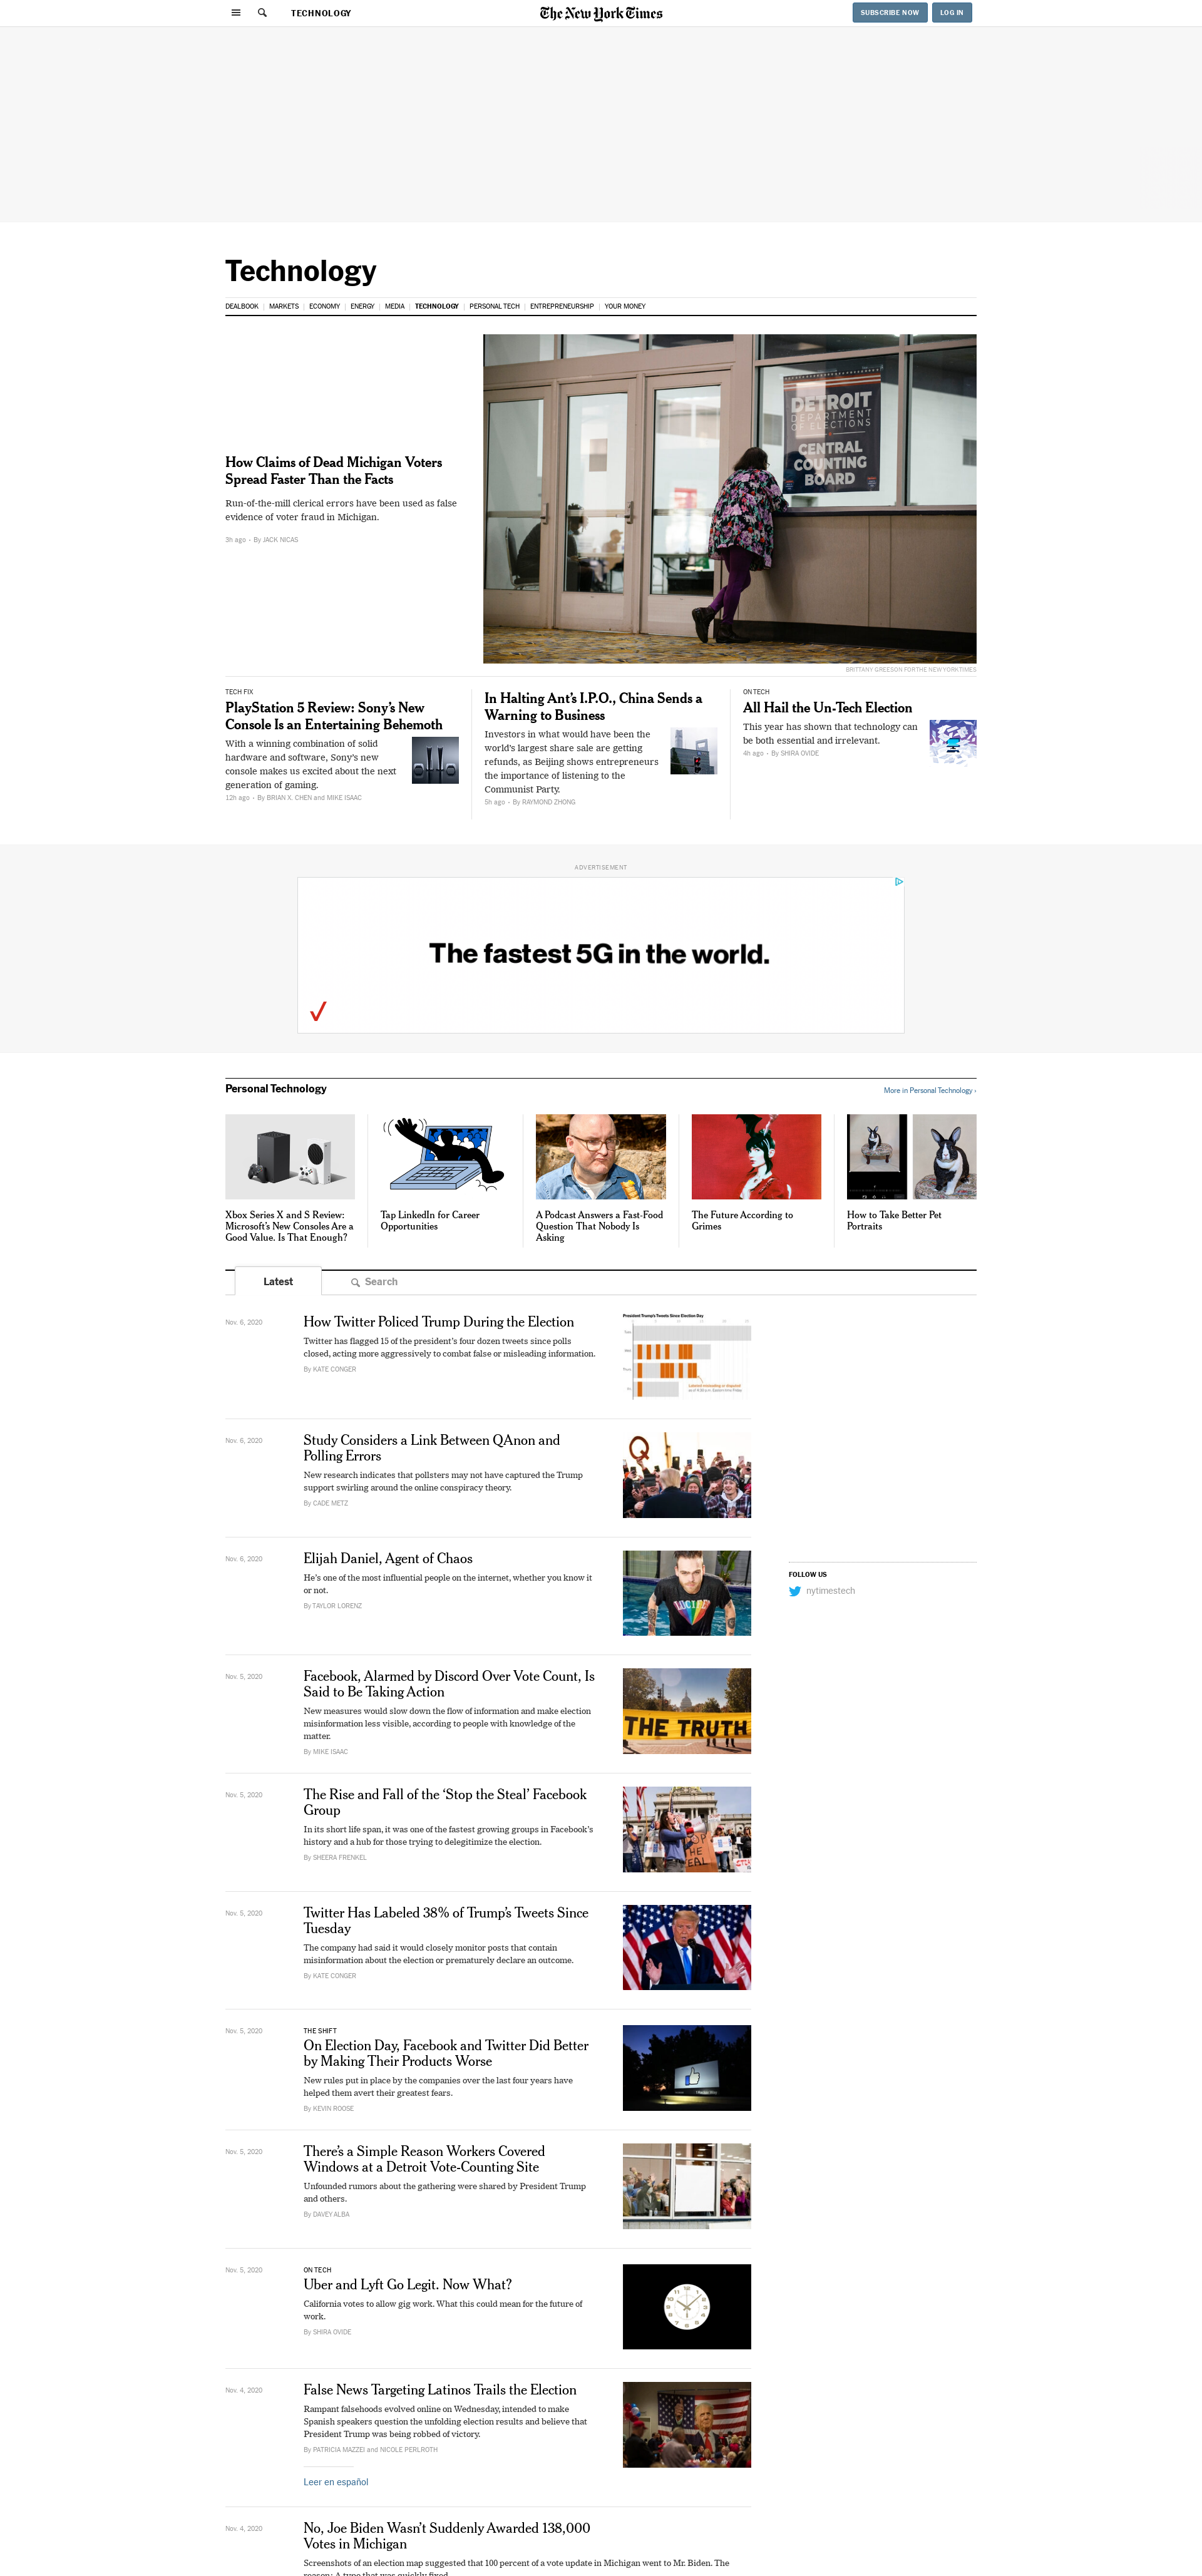 TECHNOLOGY
The New York Times
SUBSCRIBE NOW
LOG IN
Technology
DEALBOOK | MARKETS | ECONOMY | ENERGY | MEDIA | TECHNOLOGY | PERSONAL TECH | ENTREPRENEURSHIP | YOUR MONEY
How Claims of Dead Michigan Voters
Spread Faster Than the Facts
Run-of-the-mill clerical errors have been used as false
evidence of voter fraud in Michigan.
3h ago • By JACK NICAS
DETROIT
DEPARTMENT
OF ELECTIONS
CENTRAL
COUNTING
BOARD
BRITTANY GREESON FOR THE NEW YORK TIMES
TECH FIX
PlayStation 5 Review: Sony’s New
Console Is an Entertaining Behemoth
With a winning combination of solid
hardware and software, Sony’s new
console makes us excited about the next
generation of gaming.
12h ago • By BRIAN X. CHEN and MIKE ISAAC
In Halting Ant’s I.P.O., China Sends a
Warning to Business
Investors in what would have been the
world’s largest share sale are getting
refunds, as Beijing shows entrepreneurs
the importance of listening to the
Communist Party.
5h ago • By RAYMOND ZHONG
ON TECH
All Hail the Un-Tech Election
This year has shown that technology can
be both essential and irrelevant.
4h ago • By SHIRA OVIDE
ADVERTISEMENT
The fastest 5G in the world.
Personal Technology
More in Personal Technology ›
Xbox Series X and S Review:
Microsoft’s New Consoles Are a
Good Value. Is That Enough?
Tap LinkedIn for Career
Opportunities
A Podcast Answers a Fast-Food
Question That Nobody Is
Asking
The Future According to
Grimes
How to Take Better Pet
Portraits
Latest
Search
Nov. 6, 2020
How Twitter Policed Trump During the Election
Twitter has flagged 15 of the president’s four dozen tweets since polls
closed, acting more aggressively to combat false or misleading information.
By KATE CONGER
President Trump’s Tweets Since Election Day
Labeled misleading or disputed
Nov. 6, 2020
Study Considers a Link Between QAnon and
Polling Errors
New research indicates that pollsters may not have captured the Trump
support swirling around the online conspiracy theory.
By CADE METZ
Q
Nov. 6, 2020
Elijah Daniel, Agent of Chaos
He’s one of the most influential people on the internet, whether you know it
or not.
By TAYLOR LORENZ
LUCIFER
FOLLOW US
nytimestech
Nov. 5, 2020
Facebook, Alarmed by Discord Over Vote Count, Is
Said to Be Taking Action
New measures would slow down the flow of information and make election
misinformation less visible, according to people with knowledge of the
matter.
By MIKE ISAAC
THE TRUTH
Nov. 5, 2020
The Rise and Fall of the ‘Stop the Steal’ Facebook
Group
In its short life span, it was one of the fastest growing groups in Facebook’s
history and a hub for those trying to delegitimize the election.
By SHEERA FRENKEL
Nov. 5, 2020
Twitter Has Labeled 38% of Trump’s Tweets Since
Tuesday
The company had said it would closely monitor posts that contain
misinformation about the election or prematurely declare an outcome.
By KATE CONGER
Nov. 5, 2020
THE SHIFT
On Election Day, Facebook and Twitter Did Better
by Making Their Products Worse
New rules put in place by the companies over the last four years have
helped them avert their greatest fears.
By KEVIN ROOSE
Nov. 5, 2020
There’s a Simple Reason Workers Covered
Windows at a Detroit Vote-Counting Site
Unfounded rumors about the gathering were shared by President Trump
and others.
By DAVEY ALBA
Nov. 5, 2020
ON TECH
Uber and Lyft Go Legit. Now What?
California votes to allow gig work. What this could mean for the future of
work.
By SHIRA OVIDE
Nov. 4, 2020
False News Targeting Latinos Trails the Election
Rampant falsehoods evolved online on Wednesday, intended to make
Spanish speakers question the unfolding election results and believe that
President Trump was being robbed of victory.
By PATRICIA MAZZEI and NICOLE PERLROTH
Leer en español
Nov. 4, 2020
No, Joe Biden Wasn’t Suddenly Awarded 138,000
Votes in Michigan
Screenshots of an election map suggested that 100 percent of a vote update in Michigan went to Mr. Biden. The
reason: A typo that was quickly fixed.